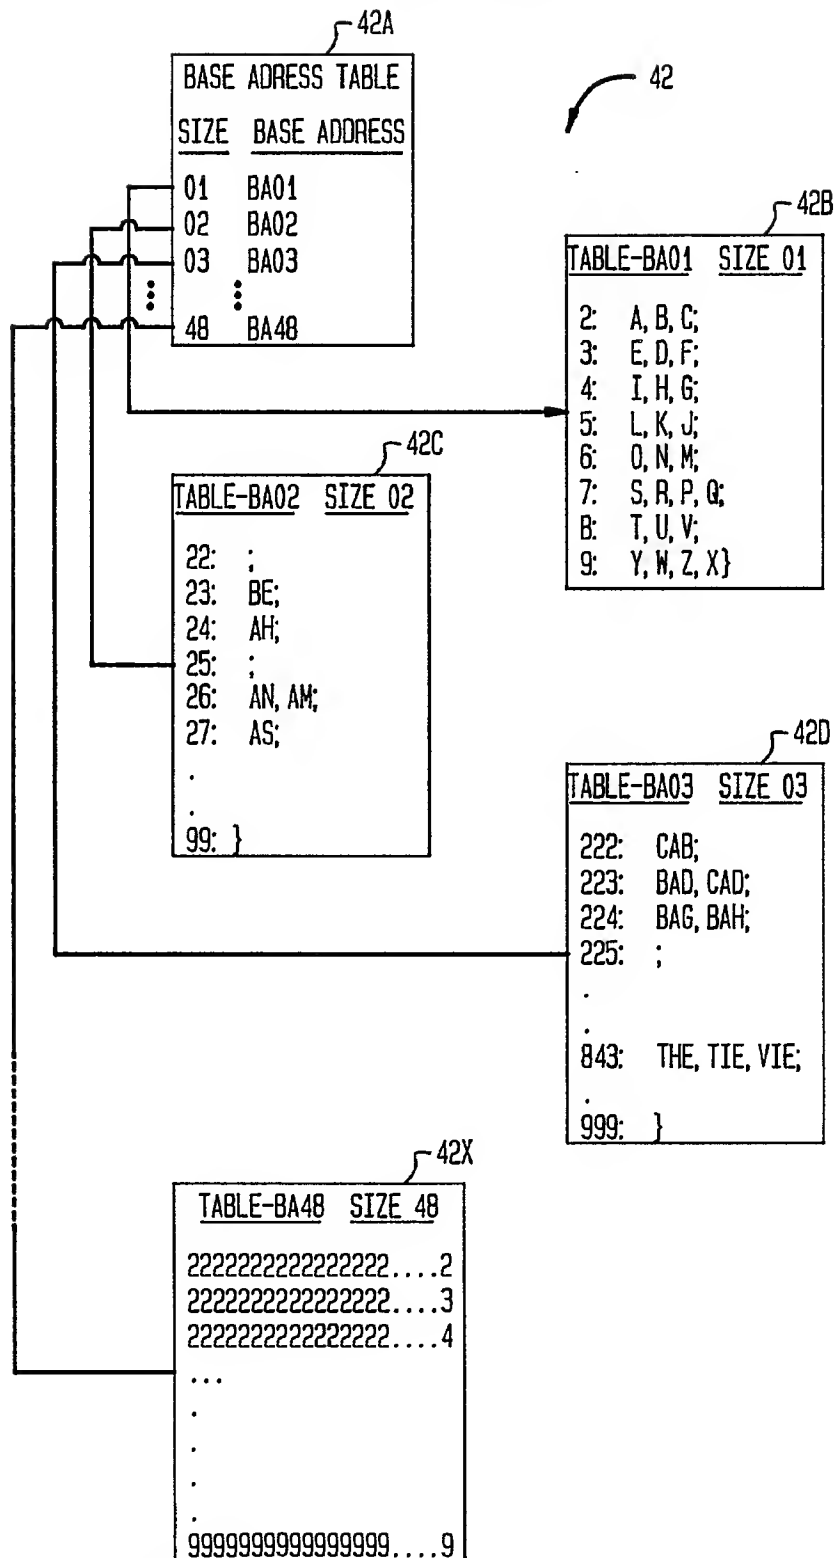 42A
BASE ADRESS TABLE
SIZE BASE ADDRESS
01 BA01
02 BA02
03 BA03
48 BA48
42
42B
TABLE-BA01 SIZE 01
2: A, B, C;
3: E, D, F;
4: I, H, G;
5: L, K, J;
6: O, N, M;
7: S, R, P, Q;
8: T, U, V;
9: Y, W, Z, X}
42C
TABLE-BA02 SIZE 02
22: ;
23: BE;
24: AH;
25: ;
26: AN, AM;
27: AS;
.
.
99: }
42D
TABLE-BA03 SIZE 03
222: CAB;
223: BAD, CAD;
224: BAG, BAH;
225: ;
.
.
843: THE, TIE, VIE;
.
999: }
42X
TABLE-BA48 SIZE 48
2222222222222222....2
2222222222222222....3
2222222222222222....4
...
.
.
.
.
9999999999999999....9